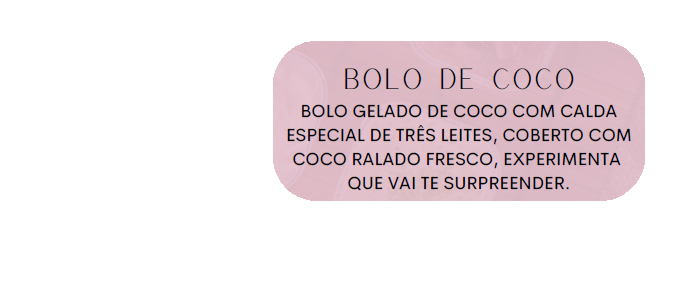 BOLO DE COCO
BOLO GELADO DE COCO COM CALDA
ESPECIAL DE TRÊS LEITES, COBERTO COM
COCO RALADO FRESCO, EXPERIMENTA
QUE VAI TE SURPREENDER.